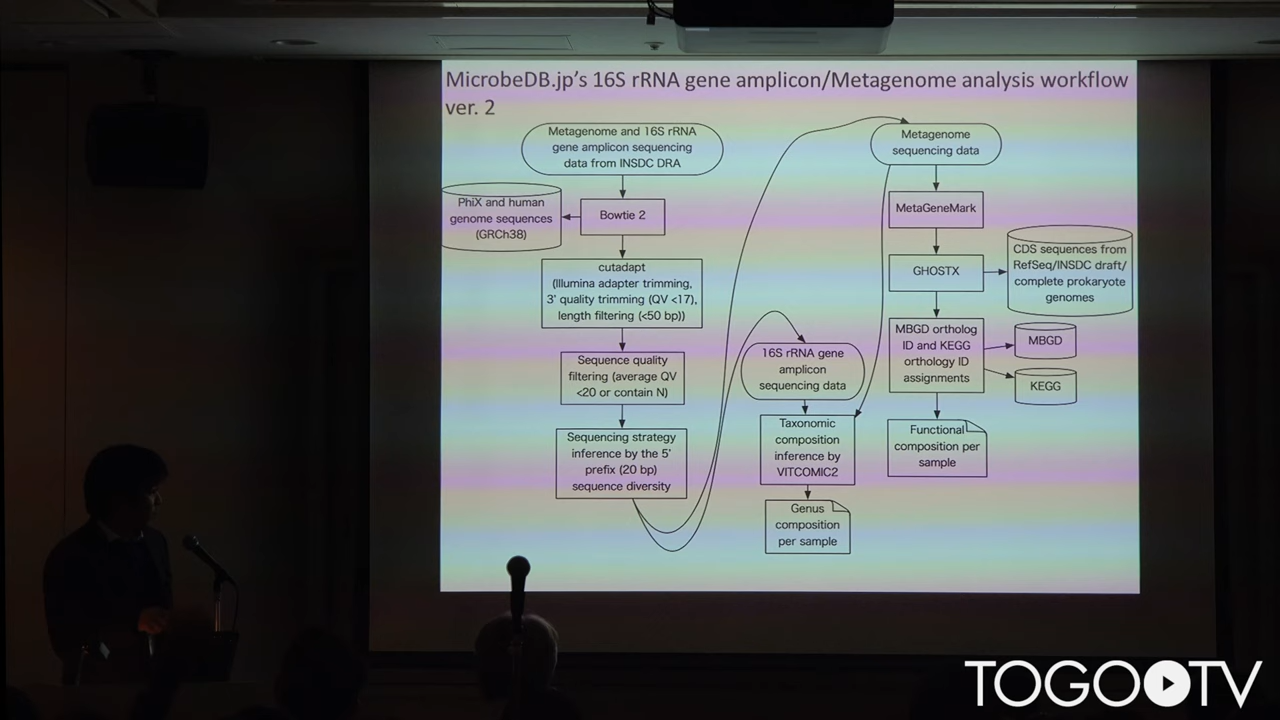 MicrobeDB.jp's 16S rRNA gene amplicon/Metagenome analysis workflow
ver. 2
Metagenome and 16S rRNA
gene amplicon sequencing
data from INSDC DRA
PhiX and human
genome sequences
(GRCh38)
Bowtie 2
cutadapt
(Illumina adapter trimming,
3' quality trimming (QV <17),
length filtering (<50 bp))
Sequence quality
filtering (average QV
<20 or contain N)
Sequencing strategy
inference by the 5'
prefix (20 bp)
sequence diversity
16S rRNA gene
amplicon
sequencing data
Taxonomic
composition
inference by
VITCOMIC2
Genus
composition
per sample
Metagenome
sequencing data
MetaGeneMark
GHOSTX
CDS sequences from
RefSeq/INSDC draft/
complete prokaryote
genomes
MBGD ortholog
ID and KEGG
orthology ID
assignments
MBGD
KEGG
Functional
composition per
sample
TOGO TV